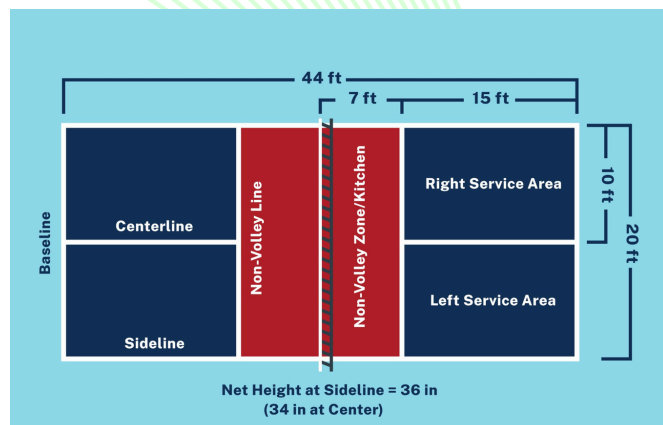 44 ft
7 ft
15 ft
Baseline
Centerline
Sideline
Non-Volley Line
Non-Volley Zone/Kitchen
Right Service Area
Left Service Area
10 ft
20 ft
Net Height at Sideline = 36 in
(34 in at Center)